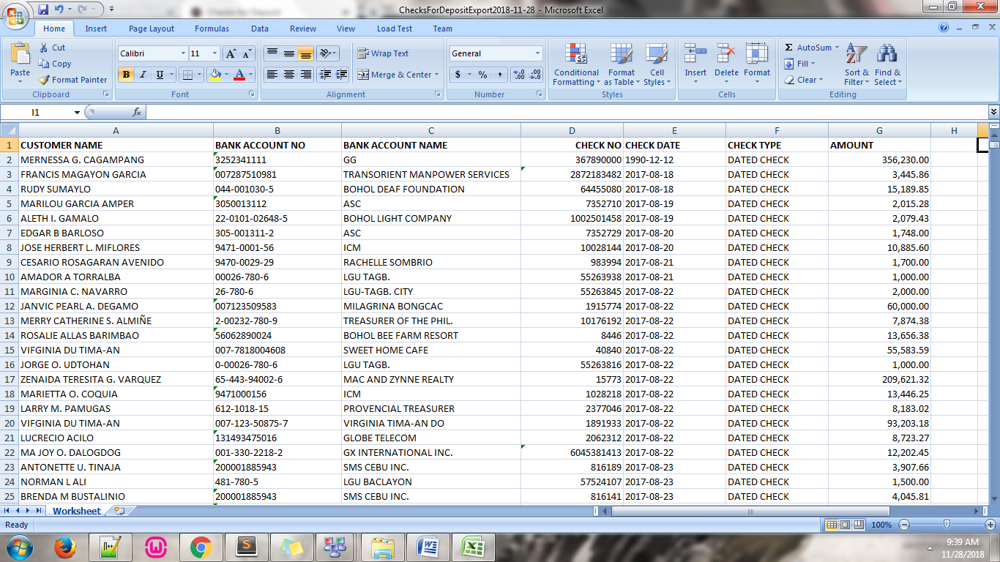 ChecksForDepositExport2018-11-28 - Microsoft Excel
Home Insert Page Layout Formulas Data Review View Load Test Team
Paste Cut Copy Format Painter Clipboard
Calibri 11 B I U A A A Font
Wrap Text Merge & Center Alignment
General $ % , .00 .0 Number
Conditional Formatting Format as Table Cell Styles Styles
Insert Delete Format Cells
Σ AutoSum Fill Clear Sort & Filter Find & Select Editing
I1 fx
A B C D E F G H
1 CUSTOMER NAME BANK ACCOUNT NO BANK ACCOUNT NAME CHECK NO CHECK DATE CHECK TYPE AMOUNT
2 MERNESSA G. CAGAMPANG 3252341111 GG 367890000 1990-12-12 DATED CHECK 356,230.00
3 FRANCIS MAGAYON GARCIA 007287510981 TRANSORIENT MANPOWER SERVICES 2872183482 2017-08-18 DATED CHECK 3,445.86
4 RUDY SUMAYLO 044-001030-5 BOHOL DEAF FOUNDATION 64455080 2017-08-18 DATED CHECK 15,189.85
5 MARILOU GARCIA AMPER 3050013112 ASC 7352710 2017-08-19 DATED CHECK 2,015.28
6 ALETH I. GAMALO 22-0101-02648-5 BOHOL LIGHT COMPANY 1002501458 2017-08-19 DATED CHECK 2,079.43
7 EDGAR B BARLOSO 305-001311-2 ASC 7352729 2017-08-20 DATED CHECK 1,748.00
8 JOSE HERBERT L. MIFLORES 9471-0001-56 ICM 10028144 2017-08-20 DATED CHECK 10,885.60
9 CESARIO ROSAGARAN AVENIDO 9470-0029-29 RACHELLE SOMBRIO 983994 2017-08-21 DATED CHECK 1,700.00
10 AMADOR A TORRALBA 00026-780-6 LGU TAGB. 55263938 2017-08-21 DATED CHECK 1,000.00
11 MARGINIA C. NAVARRO 26-780-6 LGU-TAGB. CITY 55263845 2017-08-22 DATED CHECK 2,000.00
12 JANVIC PEARL A. DEGAMO 007123509583 MILAGRINA BONGCAC 1915774 2017-08-22 DATED CHECK 60,000.00
13 MERRY CATHERINE S. ALMIÑE 2-00232-780-9 TREASURER OF THE PHIL. 10176192 2017-08-22 DATED CHECK 7,874.38
14 ROSALIE ALLAS BARIMBAO 56062890024 BOHOL BEE FARM RESORT 8446 2017-08-22 DATED CHECK 13,656.38
15 VIFGINIA DU TIMA-AN 007-7818004608 SWEET HOME CAFE 40840 2017-08-22 DATED CHECK 55,583.59
16 JORGE O. UDTOHAN 0-00026-780-6 LGU TAGB. 55263816 2017-08-22 DATED CHECK 1,000.00
17 ZENAIDA TERESITA G. VARQUEZ 65-443-94002-6 MAC AND ZYNNE REALTY 15773 2017-08-22 DATED CHECK 209,621.32
18 MARIETTA O. COQUIA 9471000156 ICM 1028218 2017-08-22 DATED CHECK 13,446.25
19 LARRY M. PAMUGAS 612-1018-15 PROVENCIAL TREASURER 2377046 2017-08-22 DATED CHECK 8,183.02
20 VIFGINIA DU TIMA-AN 007-123-50875-7 VIRGINIA TIMA-AN DO 1891933 2017-08-22 DATED CHECK 93,203.18
21 LUCRECIO ACILO 131493475016 GLOBE TELECOM 2062312 2017-08-22 DATED CHECK 8,723.27
22 MA JOY O. DALOGDOG 001-330-2218-2 GX INTERNATIONAL INC. 6045381413 2017-08-22 DATED CHECK 12,202.45
23 ANTONETTE U. TINAJA 200001885943 SMS CEBU INC. 816189 2017-08-23 DATED CHECK 3,907.66
24 NORMAN L ALI 481-780-5 LGU BACLAYON 57524107 2017-08-23 DATED CHECK 1,500.00
25 BRENDA M BUSTALINIO 200001885943 SMS CEBU INC. 816141 2017-08-23 DATED CHECK 4,045.81
Worksheet
Ready 100%
9:39 AM
11/28/2018